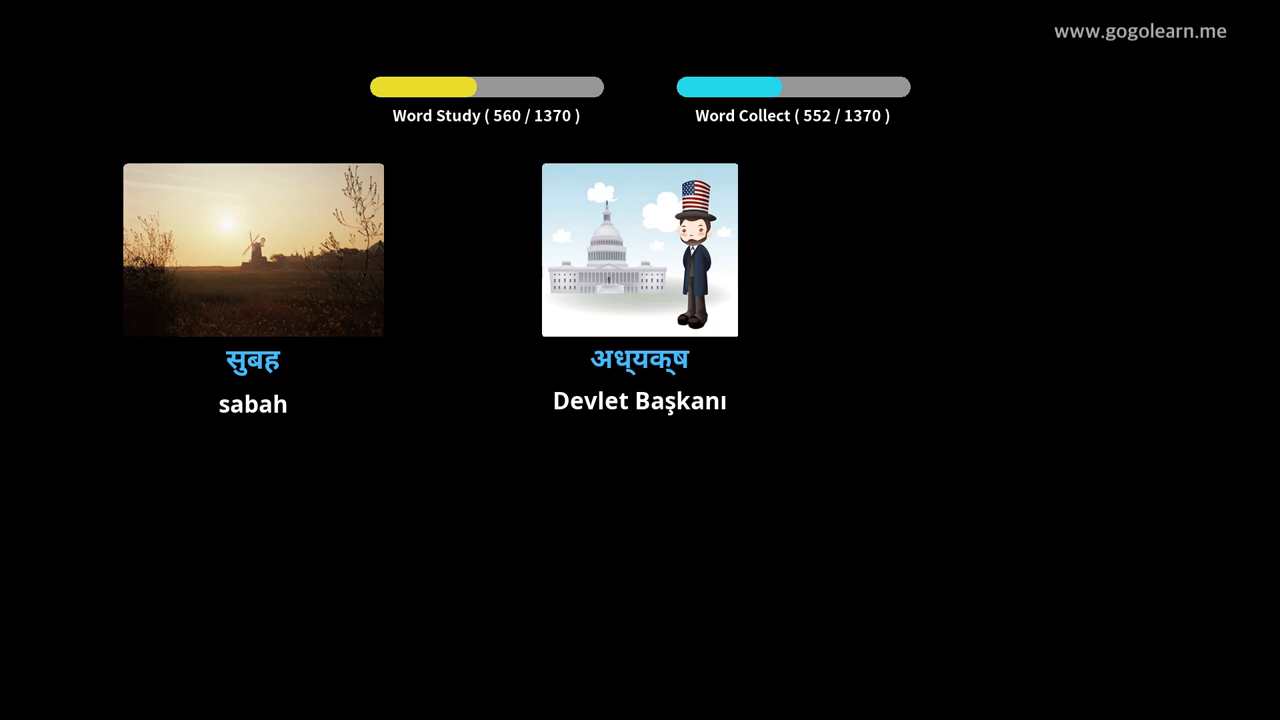 www.gogolearn.me
Word Study ( 560 / 1370 )
Word Collect ( 552 / 1370 )
सुबह
sabah
अध्यक्ष
Devlet Başkanı